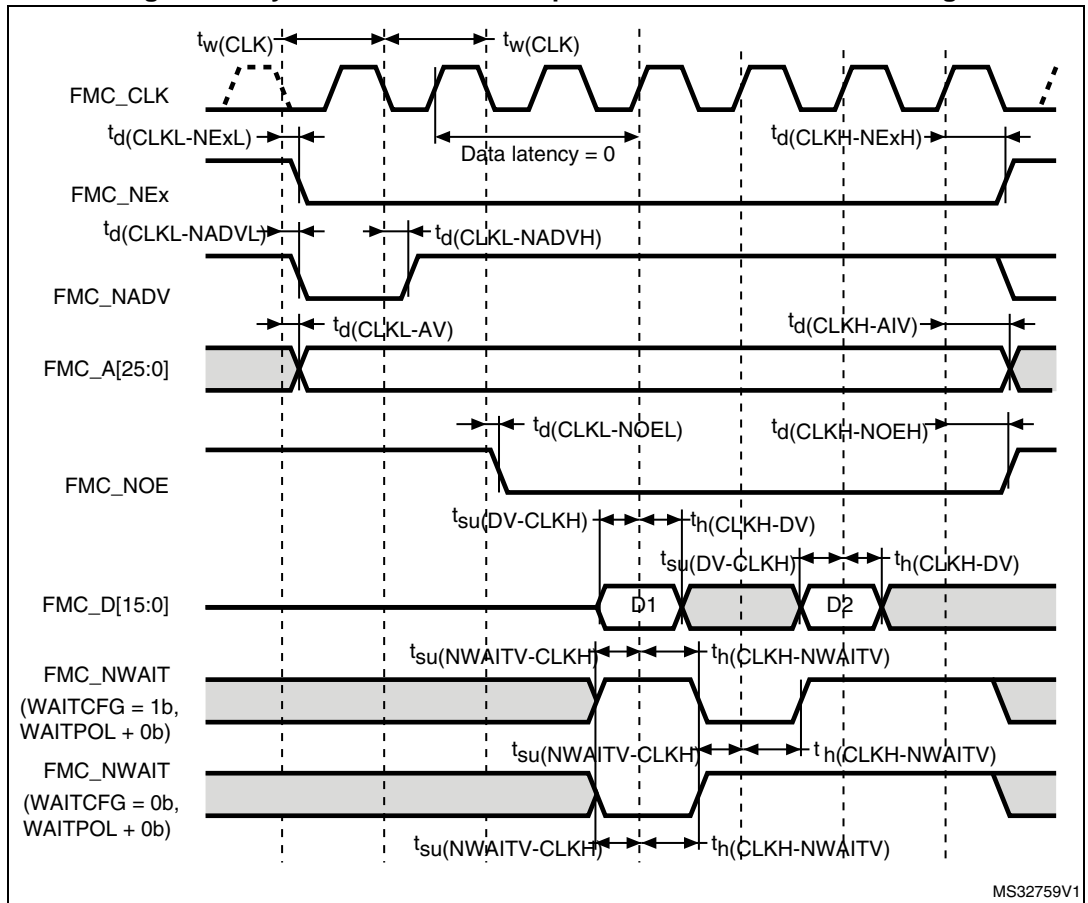 tw(CLK) tw(CLK)
FMC_CLK
td(CLKL-NExL) Data latency = 0 td(CLKH-NExH)
FMC_NEx
td(CLKL-NADVL) td(CLKL-NADVH)
FMC_NADV
td(CLKL-AV) td(CLKH-AIV)
FMC_A[25:0]
td(CLKL-NOEL) td(CLKH-NOEH)
FMC_NOE
tsu(DV-CLKH) th(CLKH-DV)
tsu(DV-CLKH) th(CLKH-DV)
FMC_D[15:0] D1 D2
tsu(NWAITV-CLKH) th(CLKH-NWAITV)
FMC_NWAIT
(WAITCFG = 1b,
WAITPOL + 0b)
tsu(NWAITV-CLKH) th(CLKH-NWAITV)
FMC_NWAIT
(WAITCFG = 0b,
WAITPOL + 0b)
tsu(NWAITV-CLKH) th(CLKH-NWAITV)
MS32759V1